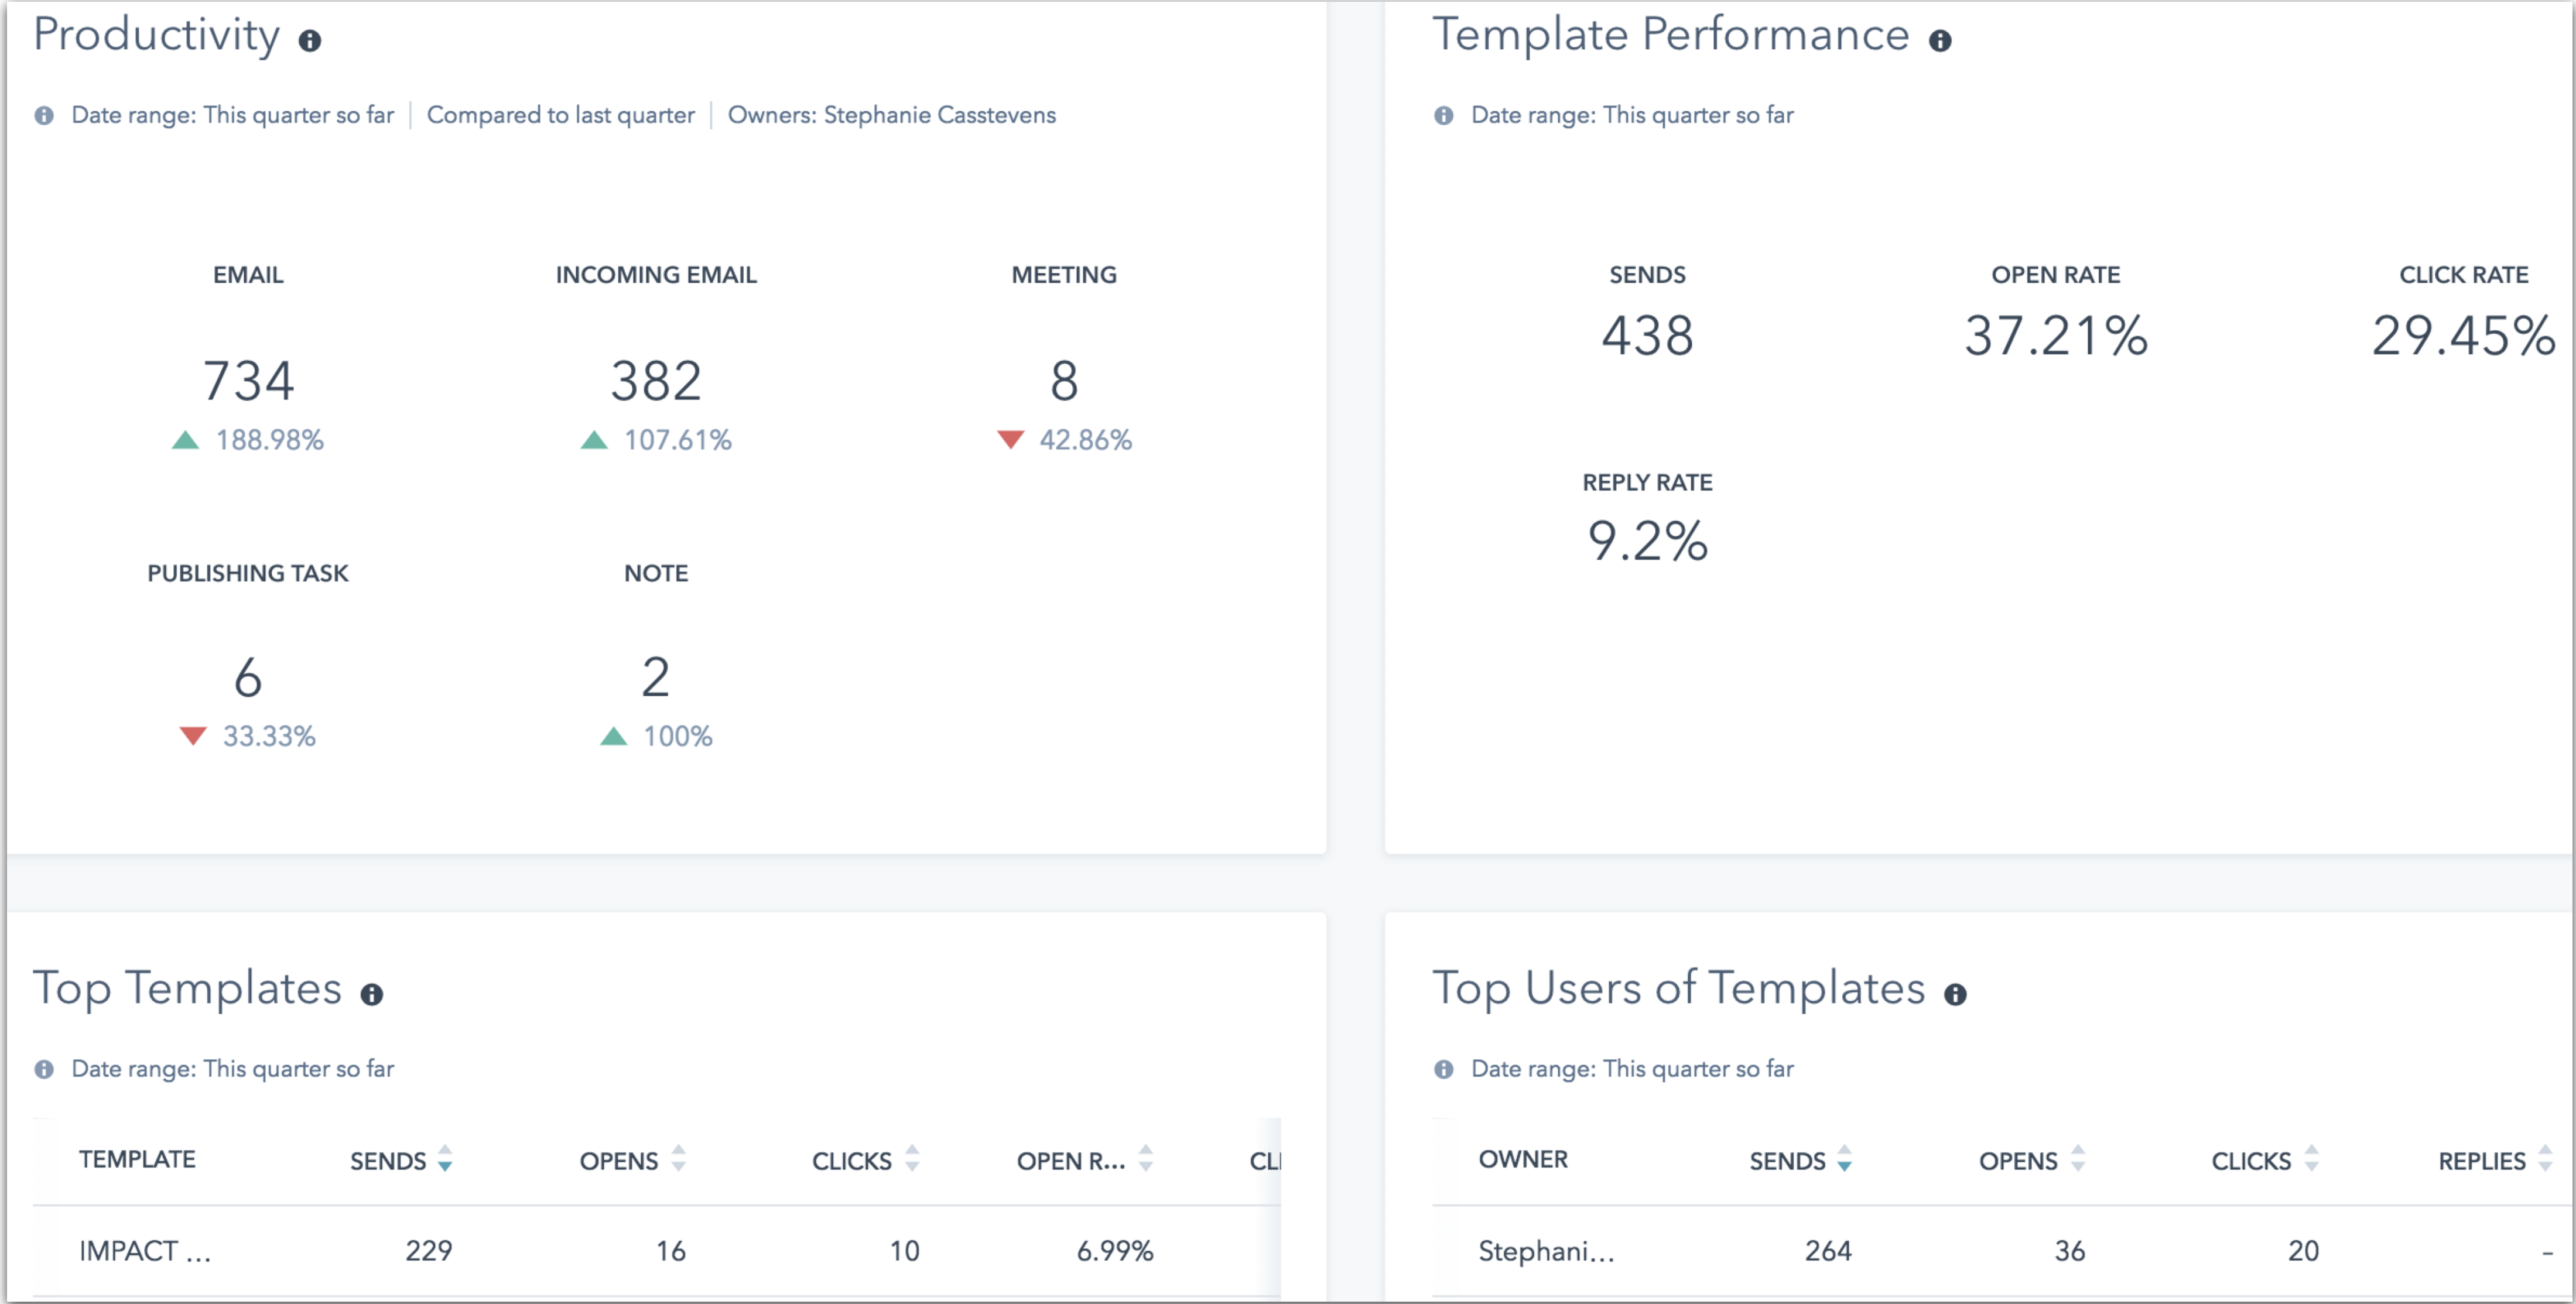 Productivity
Date range: This quarter so far | Compared to last quarter | Owners: Stephanie Casstevens
EMAIL INCOMING EMAIL MEETING
734 382 8
188.98% 107.61% 42.86%
PUBLISHING TASK NOTE
6 2
33.33% 100%
Template Performance
Date range: This quarter so far
SENDS OPEN RATE CLICK RATE
438 37.21% 29.45%
REPLY RATE
9.2%
Top Templates
Date range: This quarter so far
TEMPLATE SENDS OPENS CLICKS OPEN R... CLI
IMPACT ... 229 16 10 6.99%
Top Users of Templates
Date range: This quarter so far
OWNER SENDS OPENS CLICKS REPLIES
Stephani... 264 36 20 -